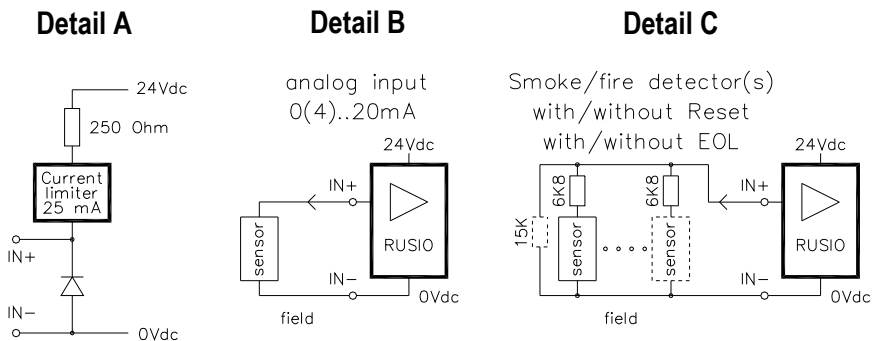 Detail A
24Vdc
250 Ohm
Current
limiter
25 mA
IN+
IN−
0Vdc
Detail B
analog input
0(4)..20mA
24Vdc
IN+
sensor
RUSIO
IN−
0Vdc
field
Detail C
Smoke/fire detector(s)
with/without Reset
with/without EOL
24Vdc
6K8
6K8
IN+
15K
sensor
sensor
RUSIO
IN−
0Vdc
field